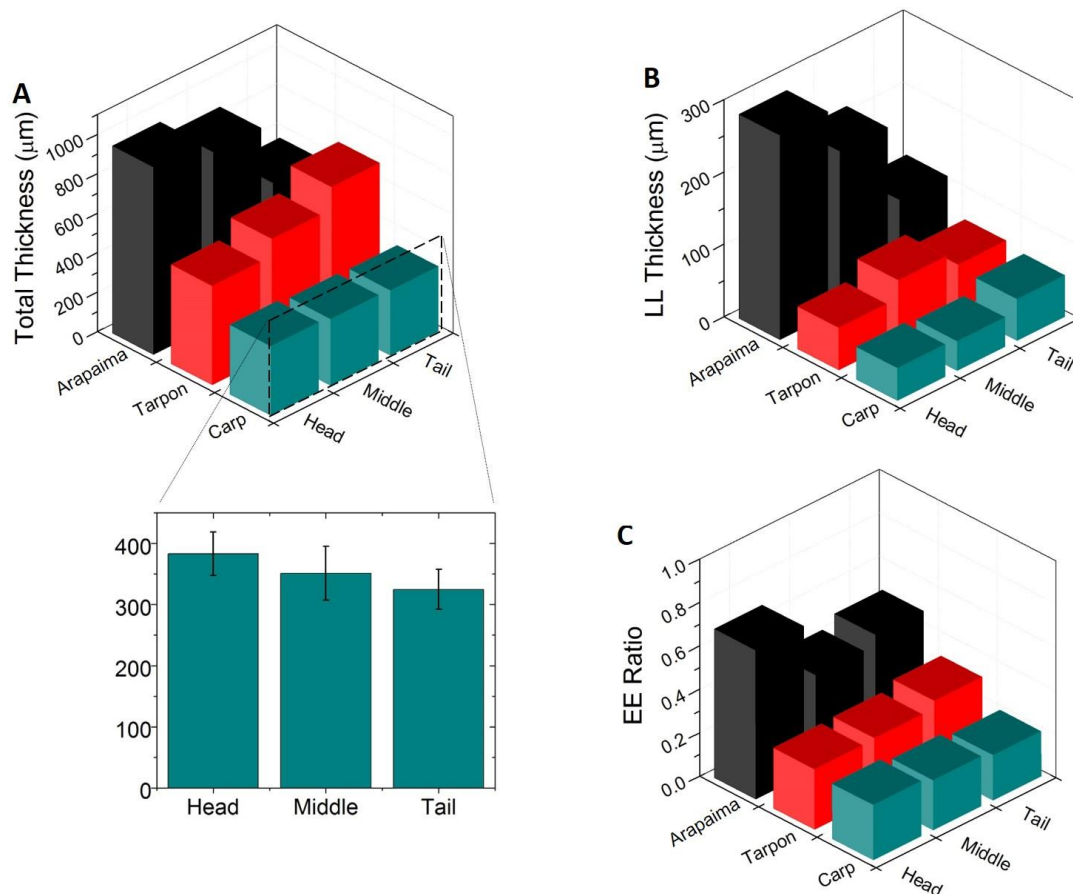 A
Total Thickness (μm)
1000
800
600
400
200
0
Arapaima
Tarpon
Carp
Head
Middle
Tail
400
300
200
100
0
Head
Middle
Tail
B
LL Thickness (μm)
300
200
100
0
Arapaima
Tarpon
Carp
Head
Middle
Tail
C
EE Ratio
1.0
0.8
0.6
0.4
0.2
0.0
Arapaima
Tarpon
Carp
Head
Middle
Tail